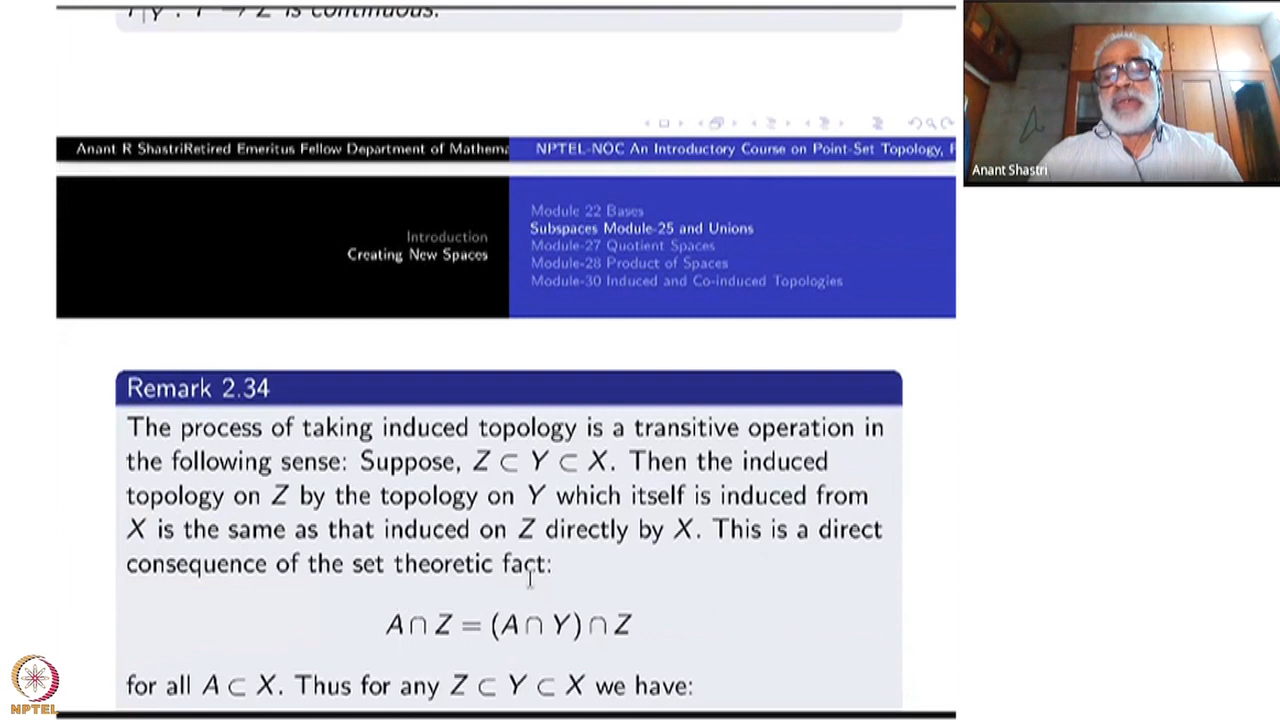 is continuous.
Anant Shastri
Anant R ShastriRetired Emeritus Fellow Department of Mathema
NPTEL-NOC An Introductory Course on Point-Set Topology, P
Introduction
Creating New Spaces
Module 22 Bases
Subspaces Module-25 and Unions
Module-27 Quotient Spaces
Module-28 Product of Spaces
Module-30 Induced and Co-induced Topologies
Remark 2.34
The process of taking induced topology is a transitive operation in
the following sense: Suppose, Z ⊂ Y ⊂ X. Then the induced
topology on Z by the topology on Y which itself is induced from
X is the same as that induced on Z directly by X. This is a direct
consequence of the set theoretic fact:
A ∩ Z = (A ∩ Y) ∩ Z
for all A ⊂ X. Thus for any Z ⊂ Y ⊂ X we have:
NPTEL